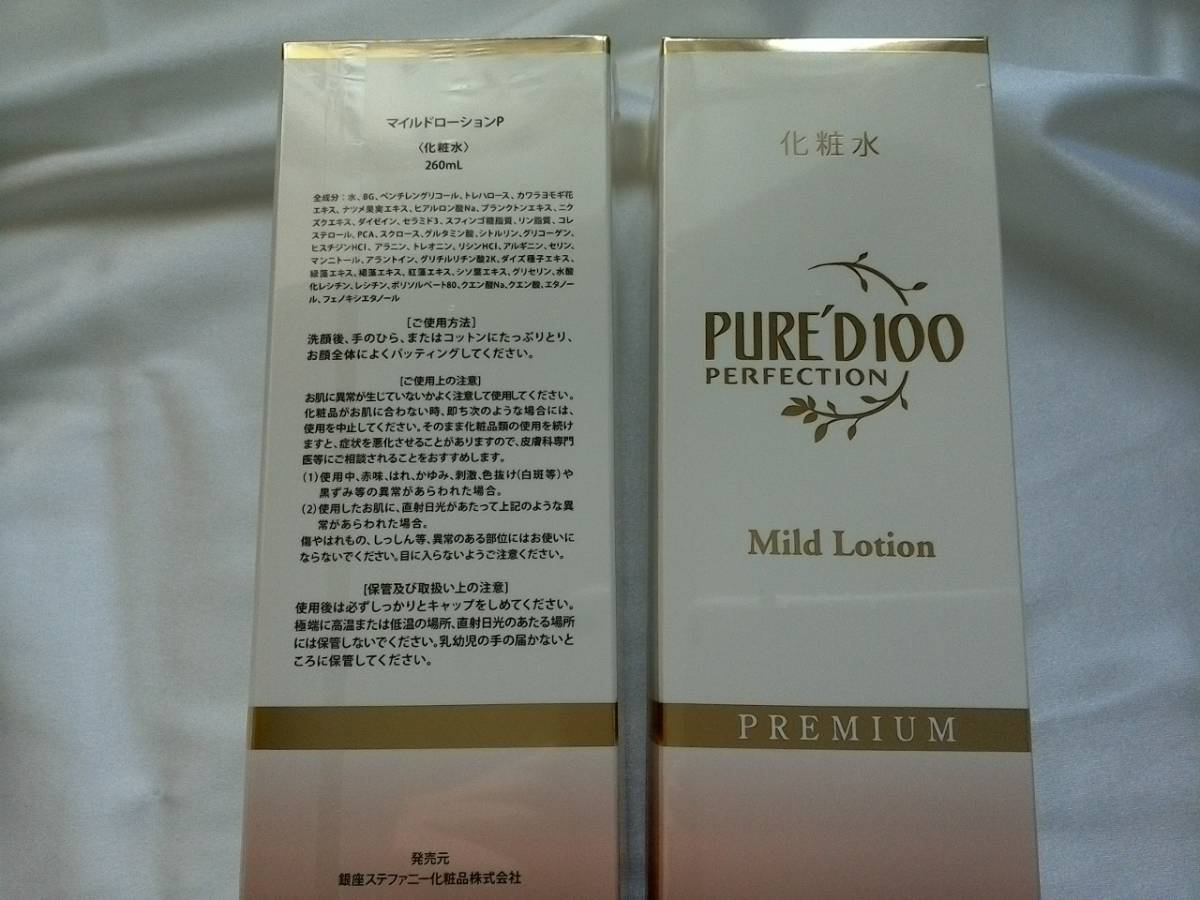 マイルドローションP
〈化粧水〉
260mL
全成分：水、BG、ペンチレングリコール、トレハロース、カワラヨモギ花
エキス、ナツメ果実エキス、ヒアルロン酸Na、プランクトンエキス、ニク
ズクエキス、ダイゼイン、セラミド3、スフィンゴ糖脂質、リン脂質、コレ
ステロール、PCA、スクロース、グルタミン酸、シトルリン、グリコーゲン、
ヒスチジンHCl、アラニン、トレオニン、リシンHCl、アルギニン、セリン、
マンニトール、アラントイン、グリチルリチン酸2K、ダイズ種子エキス、
緑藻エキス、褐藻エキス、紅藻エキス、シソ葉エキス、グリセリン、水酸
化レシチン、レシチン、ポリソルベート80、クエン酸Na、クエン酸、エタノー
ル、フェノキシエタノール
［ご使用方法］
洗顔後、手のひら、またはコットンにたっぷりとり、
お顔全体によくパッティングしてください。
[ご使用上の注意]
お肌に異常が生じていないかよく注意して使用してください。
化粧品がお肌に合わない時、即ち次のような場合には、
使用を中止してください。そのまま化粧品類の使用を続け
ますと、症状を悪化させることがありますので、皮膚科専門
医等にご相談されることをおすすめします。
(1)使用中、赤味、はれ、かゆみ、刺激、色抜け(白斑等)や
黒ずみ等の異常があらわれた場合。
(2)使用したお肌に、直射日光があたって上記のような異
常があらわれた場合。
傷やはれもの、しっしん等、異常のある部位にはお使いに
ならないでください。目に入らないようご注意ください。
[保管及び取扱い上の注意]
使用後は必ずしっかりとキャップをしめてください。
極端に高温または低温の場所、直射日光のあたる場所
には保管しないでください。乳幼児の手の届かないと
ころに保管してください。
発売元
銀座ステファニー化粧品株式会社
化粧水
PURE'D 100
PERFECTION
Mild Lotion
PREMIUM